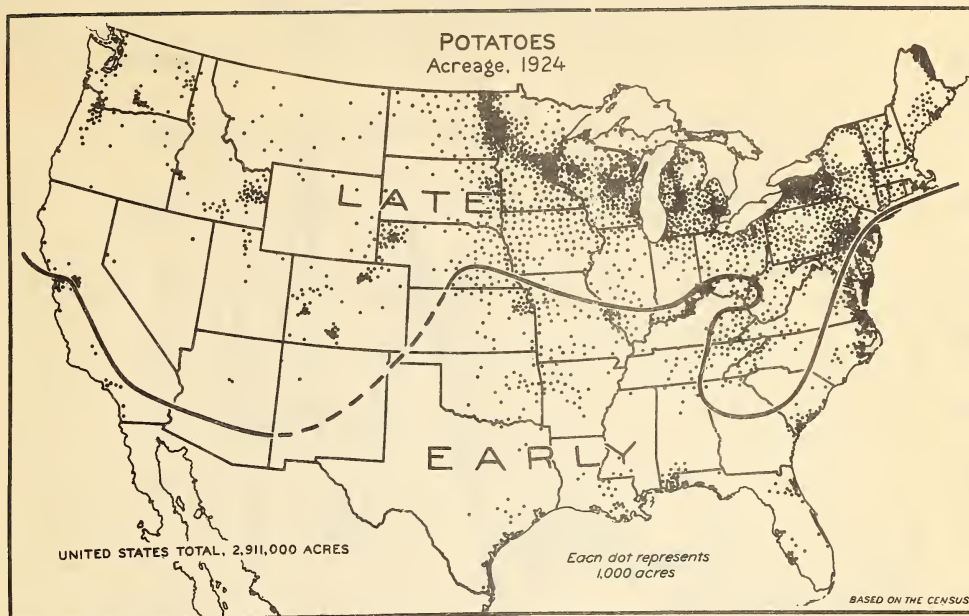 POTATOES
Acreage, 1924
LATE
EARLY
UNITED STATES TOTAL, 2,911,000 ACRES
Each dot represents
1,000 acres
BASED ON THE CENSUS